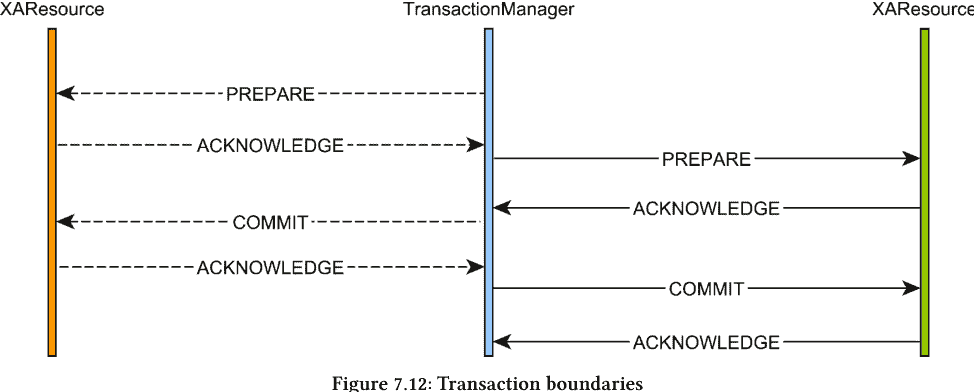 XAResource
TransactionManager
XAResource
PREPARE
ACKNOWLEDGE
PREPARE
ACKNOWLEDGE
COMMIT
ACKNOWLEDGE
COMMIT
ACKNOWLEDGE
Figure 7.12: Transaction boundaries